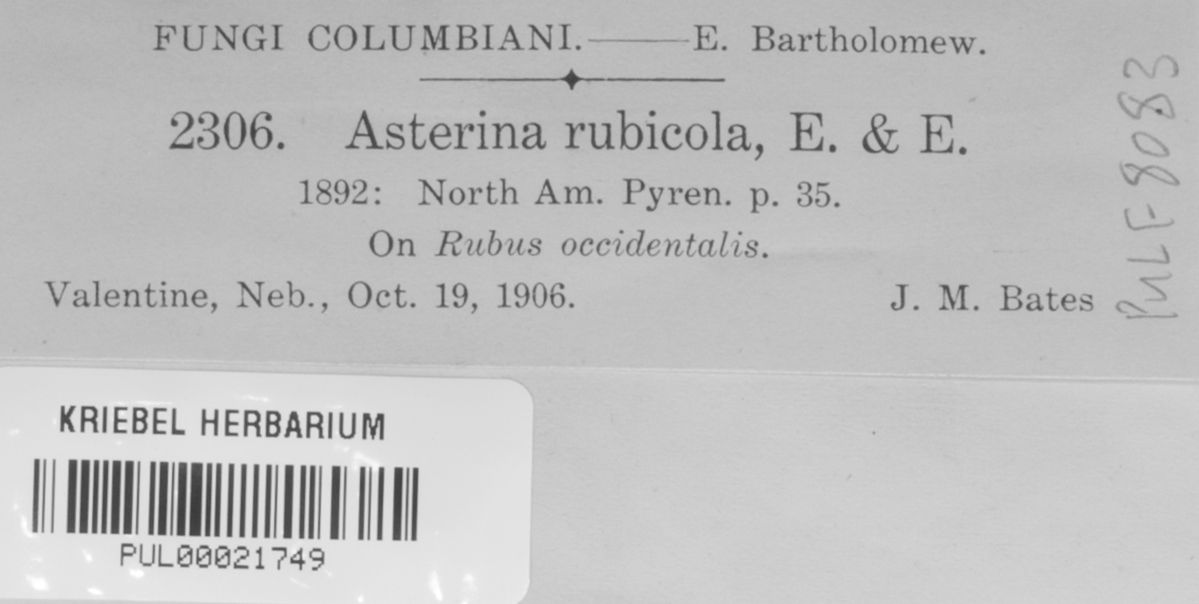 FUNGI COLUMBIANI.——E. Bartholomew.
2306. Asterina rubicola, E. & E.
1892: North Am. Pyren. p. 35.
On Rubus occidentalis.
Valentine, Neb., Oct. 19, 1906. J. M. Bates
PUL F-8083
KRIEBEL HERBARIUM
PUL00021749